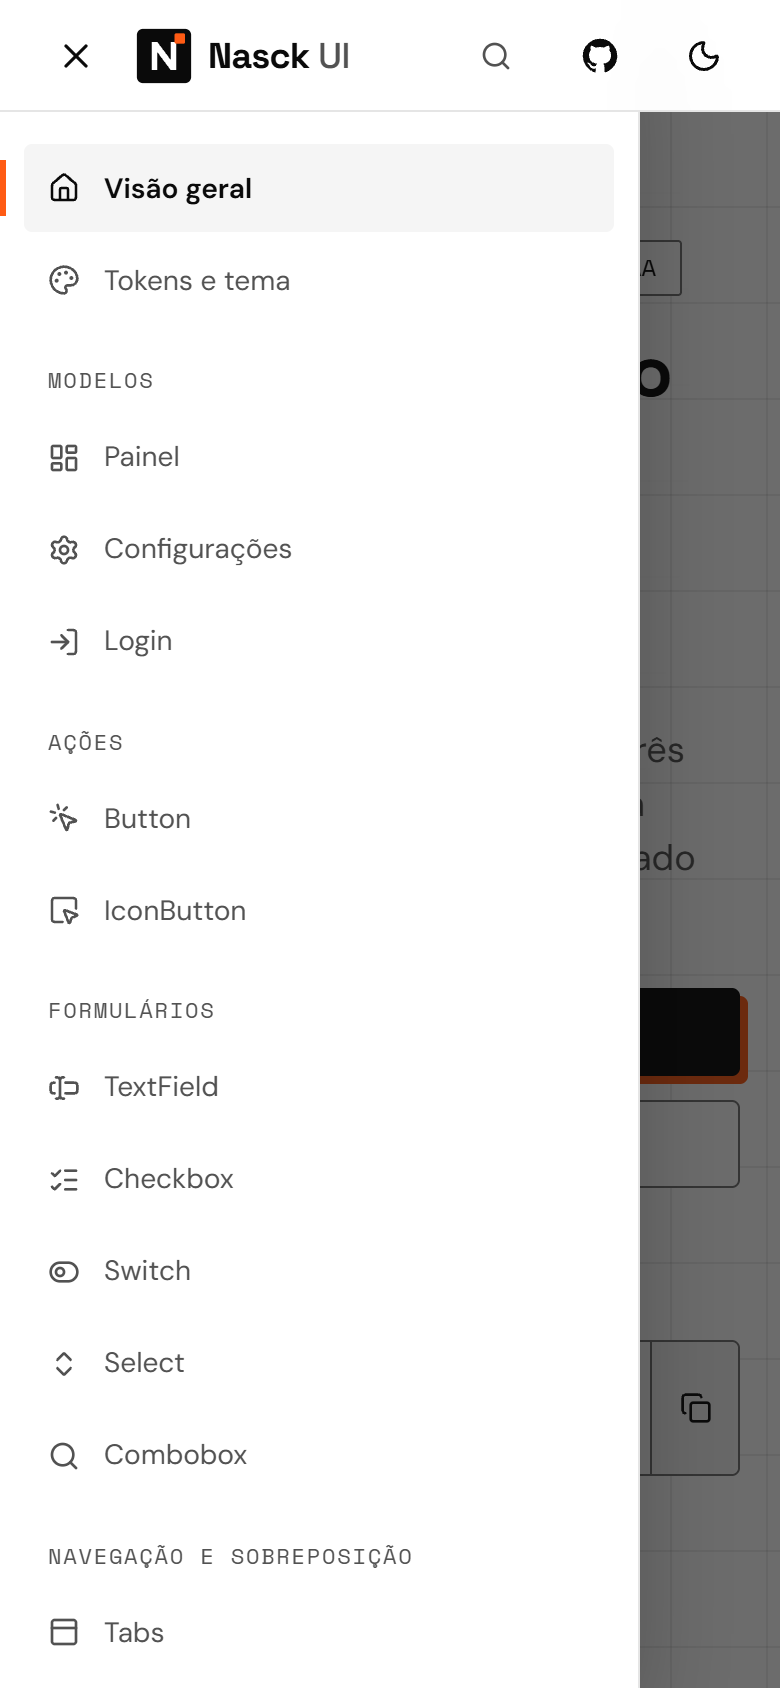 Nasck UI
Visão geral
Tokens e tema
MODELOS
Painel
Configurações
Login
AÇÕES
Button
IconButton
FORMULÁRIOS
TextField
Checkbox
Switch
Select
Combobox
NAVEGAÇÃO E SOBREPOSIÇÃO
Tabs